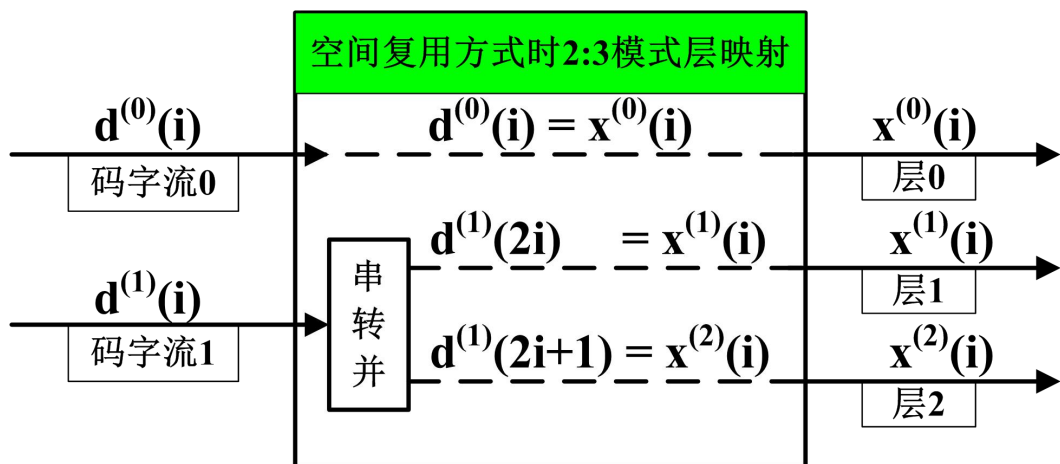 空间复用方式时2:3模式层映射
d^(0)(i)
d^(0)(i) = x^(0)(i)
x^(0)(i)
码字流0
层0
d^(1)(2i) = x^(1)(i)
x^(1)(i)
层1
d^(1)(i)
码字流1
串转并
d^(1)(2i+1) = x^(2)(i)
x^(2)(i)
层2